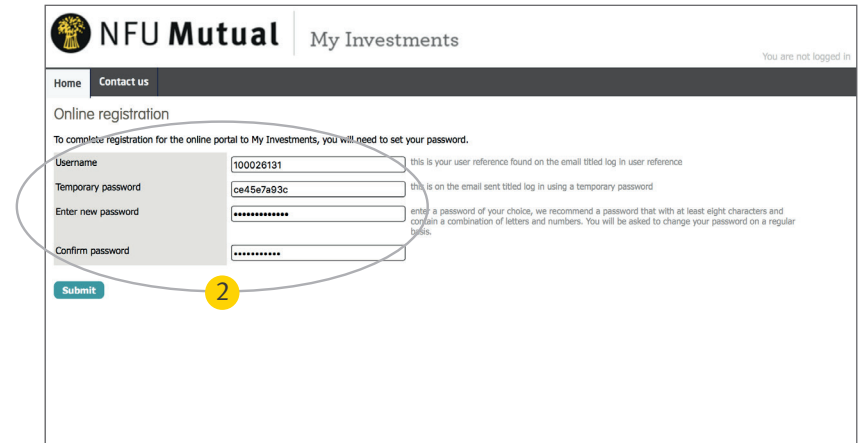 NFU Mutual
My Investments
You are not logged in
Home
Contact us
Online registration
To complete registration for the online portal to My Investments, you will need to set your password.
Username
100026131
this is your user reference found on the email titled log in user reference
Temporary password
ce45e7a93c
this is on the email sent titled log in using a temporary password
Enter new password
•••••••••••••
enter a password of your choice, we recommend a password that with at least eight characters and
contain a combination of letters and numbers. You will be asked to change your password on a regular
basis.
Confirm password
•••••••••••
Submit
2